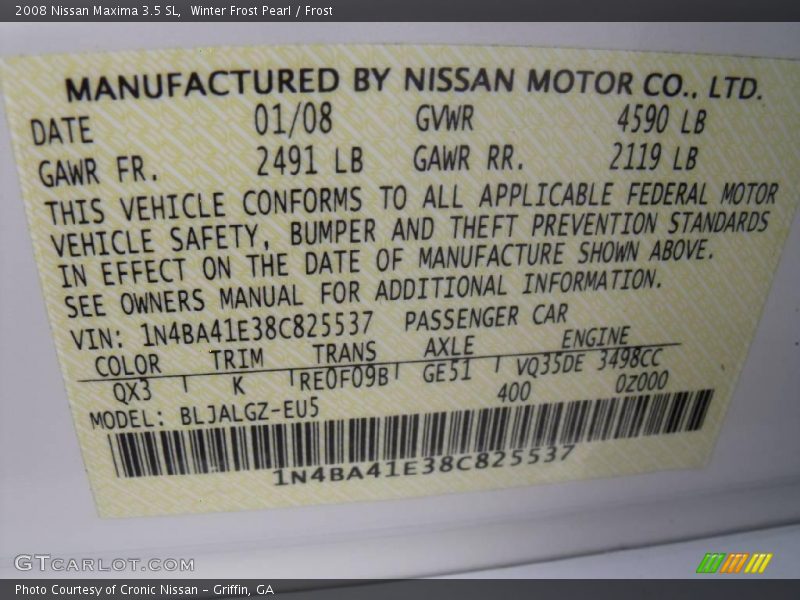 2008 Nissan Maxima 3.5 SL, Winter Frost Pearl / Frost
MANUFACTURED BY NISSAN MOTOR CO., LTD.
DATE 01/08 GVWR 4590 LB
GAWR FR. 2491 LB GAWR RR. 2119 LB
THIS VEHICLE CONFORMS TO ALL APPLICABLE FEDERAL MOTOR
VEHICLE SAFETY, BUMPER AND THEFT PREVENTION STANDARDS
IN EFFECT ON THE DATE OF MANUFACTURE SHOWN ABOVE.
SEE OWNERS MANUAL FOR ADDITIONAL INFORMATION.
VIN: 1N4BA41E38C825537 PASSENGER CAR
COLOR TRIM TRANS AXLE ENGINE
QX3 K RE0F09B GE51 VQ35DE 3498CC
MODEL: BLJALGZ-EU5 400 0Z000
1N4BA41E38C825537
GTCARLOT.COM
Photo Courtesy of Cronic Nissan - Griffin, GA